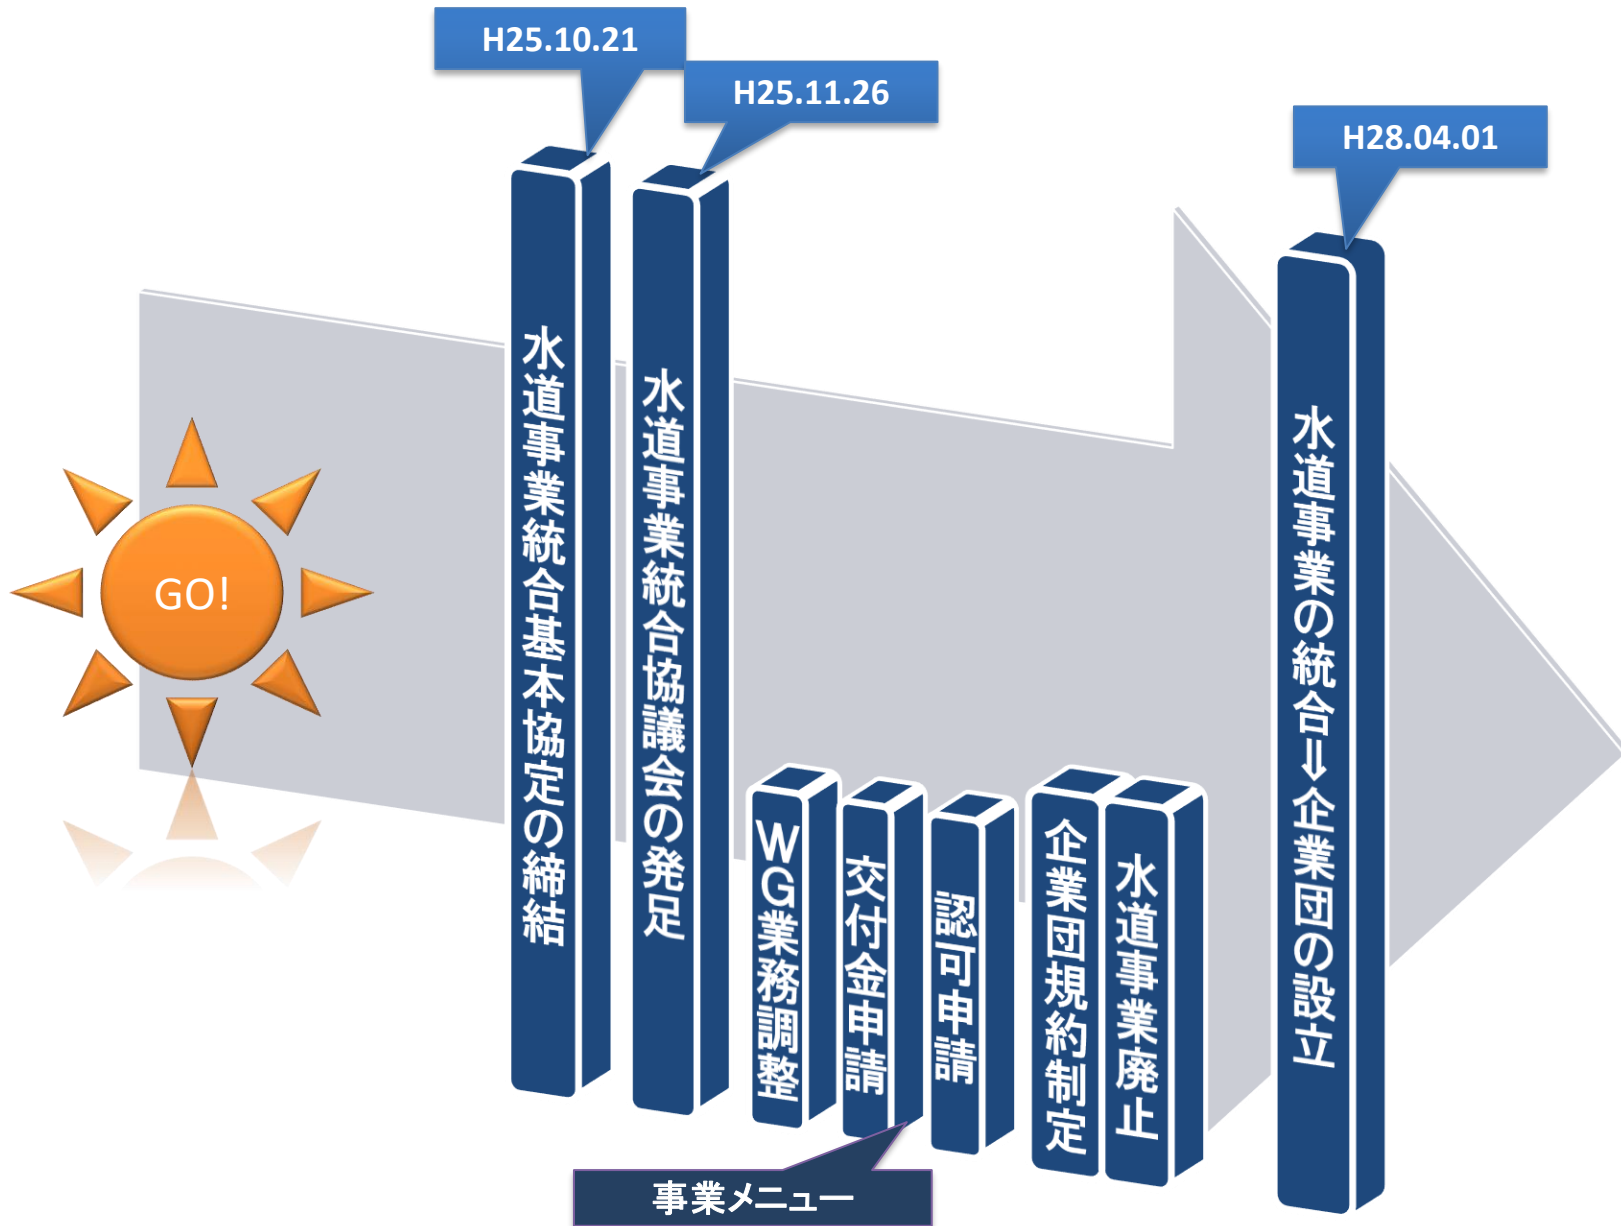 H25.10.21
H25.11.26
H28.04.01
GO!
水道事業統合基本協定の締結
水道事業統合協議会の発足
WG業務調整
交付金申請
認可申請
企業団規約制定
水道事業廃止
水道事業の統合⇒企業団の設立
事業メニュー